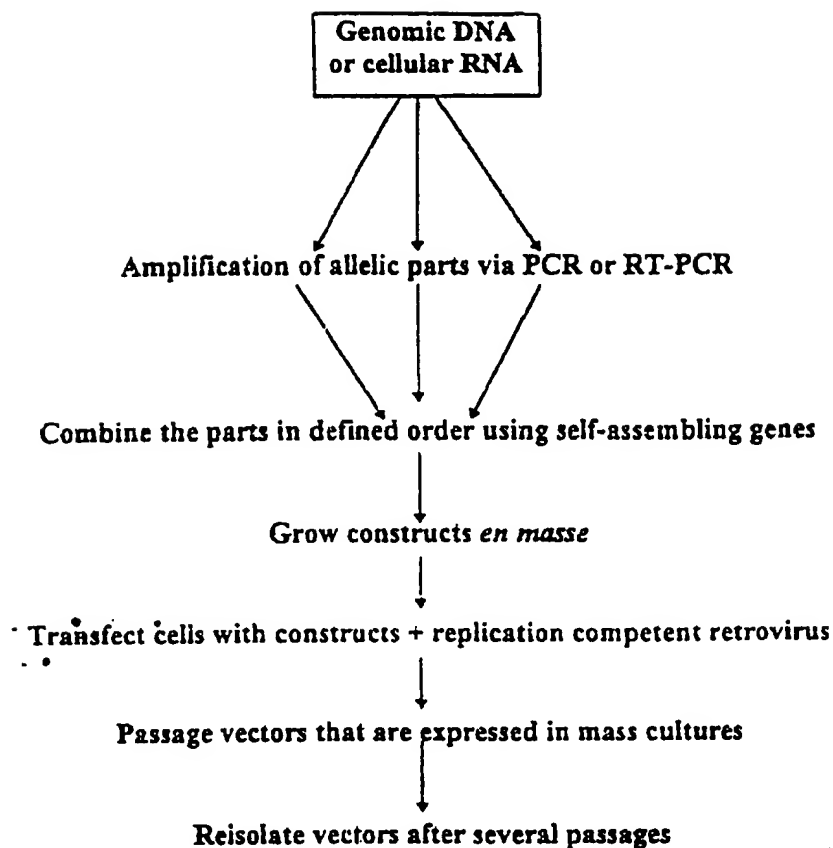 Genomic DNA
or cellular RNA
Amplification of allelic parts via PCR or RT-PCR
Combine the parts in defined order using self-assembling genes
Grow constructs en masse
Transfect cells with constructs + replication competent retrovirus
Passage vectors that are expressed in mass cultures
Reisolate vectors after several passages